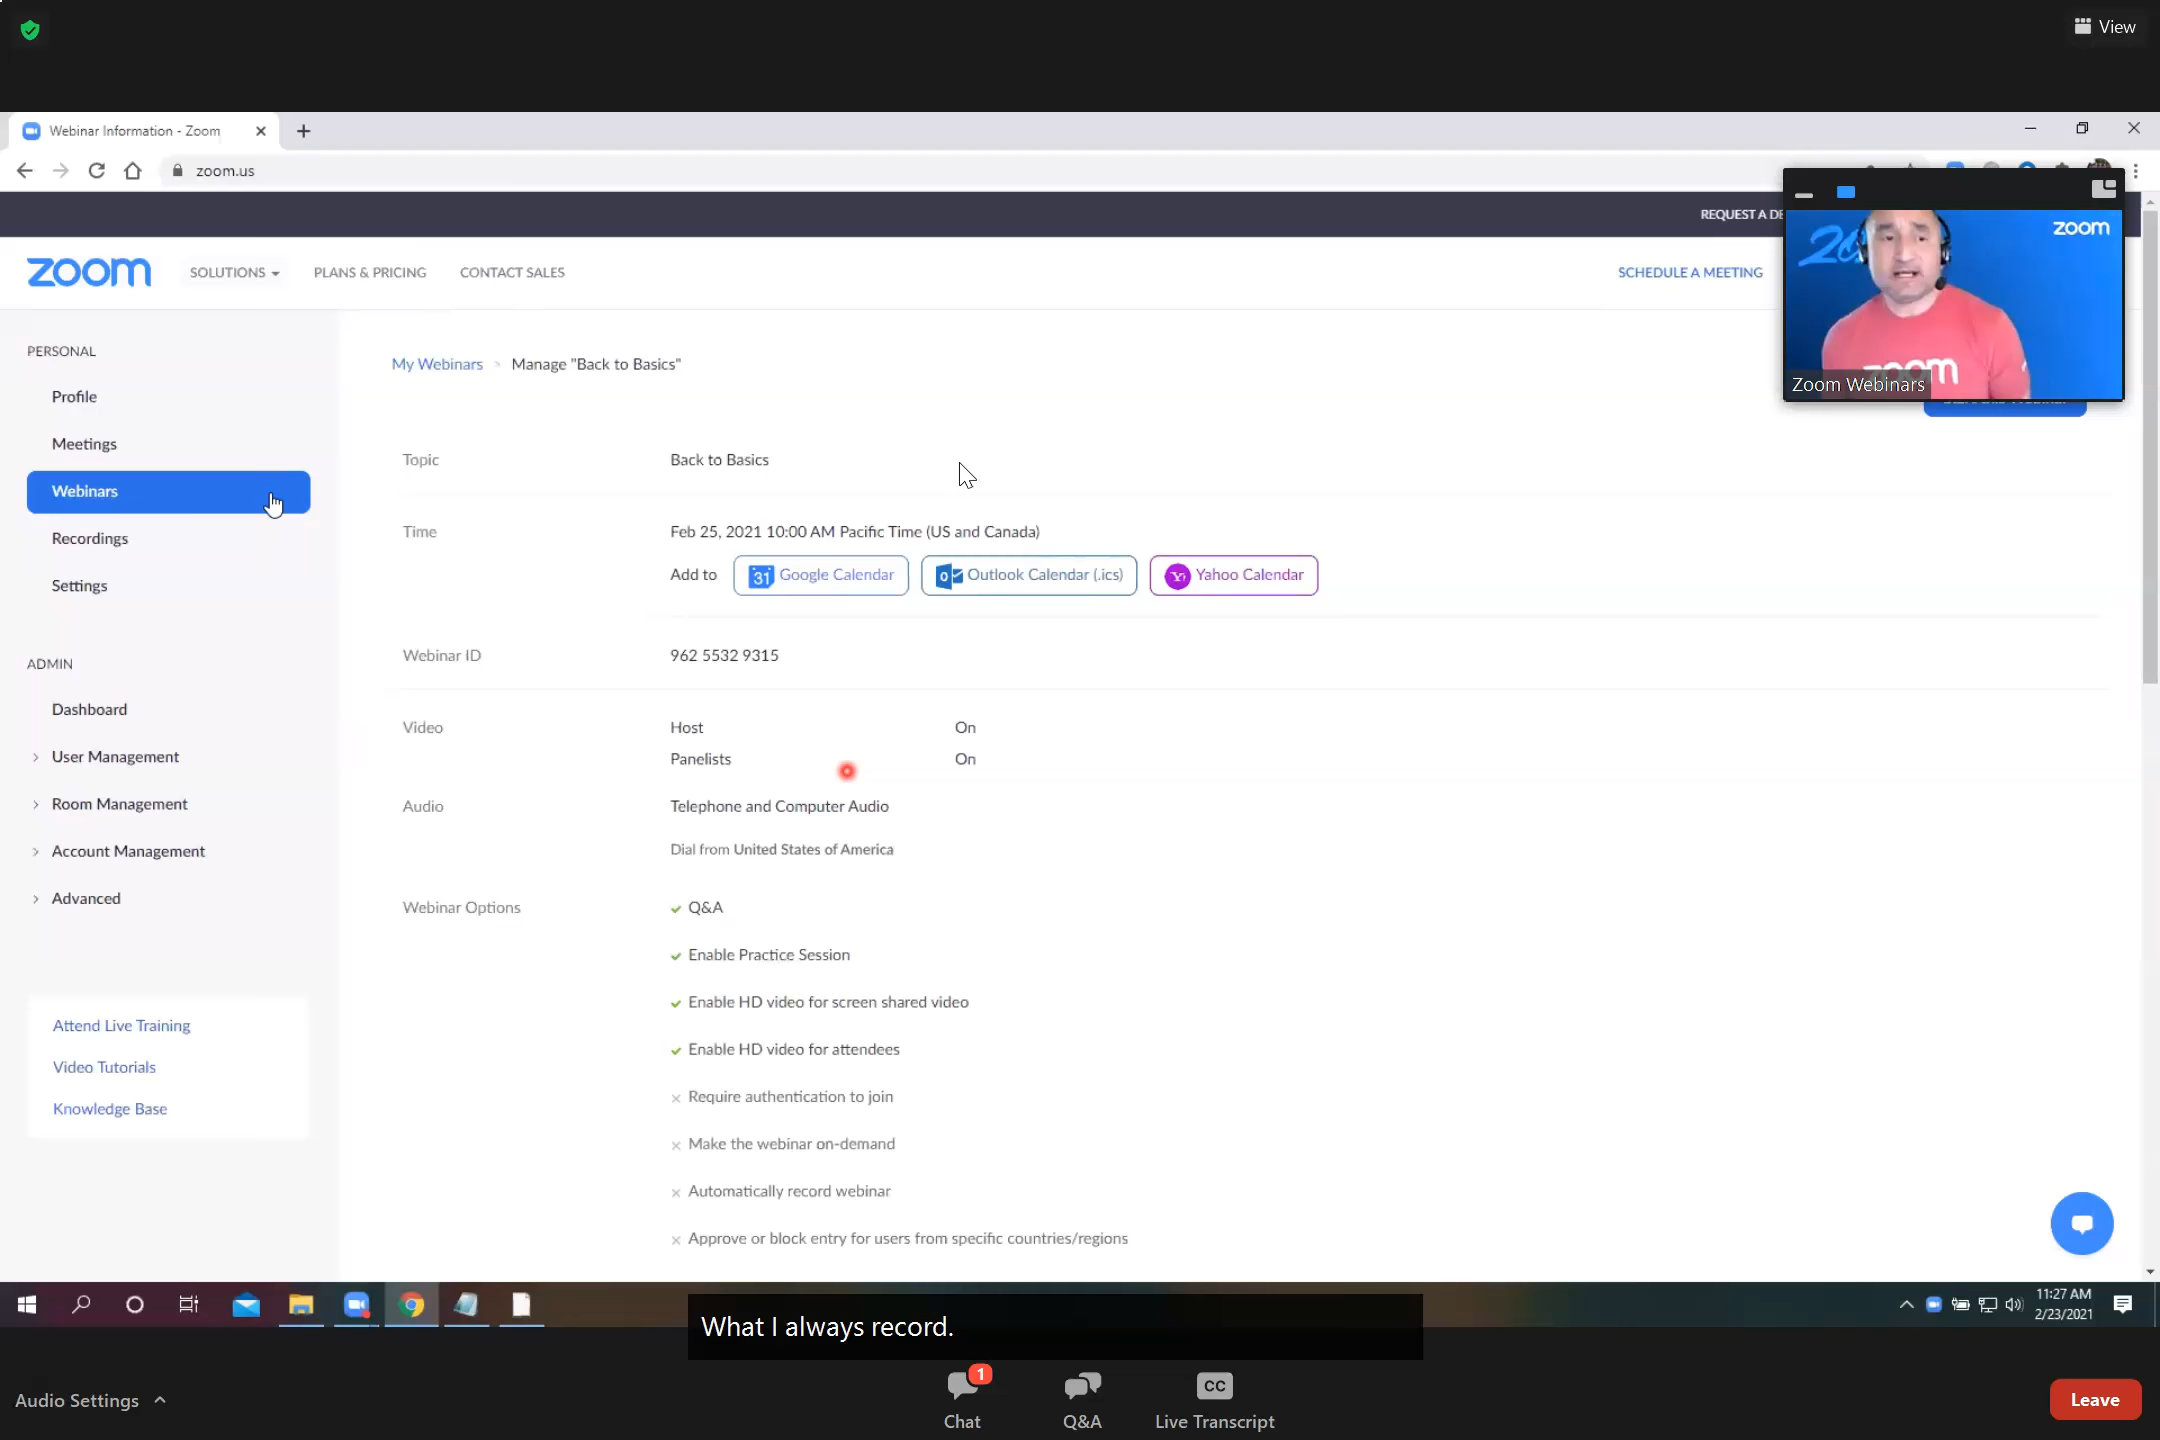 View
Webinar Information - Zoom
zoom.us
REQUEST A DE
zoom
SOLUTIONS
PLANS & PRICING
CONTACT SALES
SCHEDULE A MEETING
zoom
zoom
Zoom Webinars
PERSONAL
Profile
Meetings
Webinars
Recordings
Settings
ADMIN
Dashboard
User Management
Room Management
Account Management
Advanced
Attend Live Training
Video Tutorials
Knowledge Base
My Webinars > Manage "Back to Basics"
Topic Back to Basics
Time Feb 25, 2021 10:00 AM Pacific Time (US and Canada)
Add to 31 Google Calendar Outlook Calendar (.ics) Yahoo Calendar
Webinar ID 962 5532 9315
Video Host On
Panelists On
Audio Telephone and Computer Audio
Dial from United States of America
Webinar Options Q&A
Enable Practice Session
Enable HD video for screen shared video
Enable HD video for attendees
Require authentication to join
Make the webinar on-demand
Automatically record webinar
Approve or block entry for users from specific countries/regions
11:27 AM
2/23/2021
What I always record.
Audio Settings
1
Chat
Q&A
CC
Live Transcript
Leave